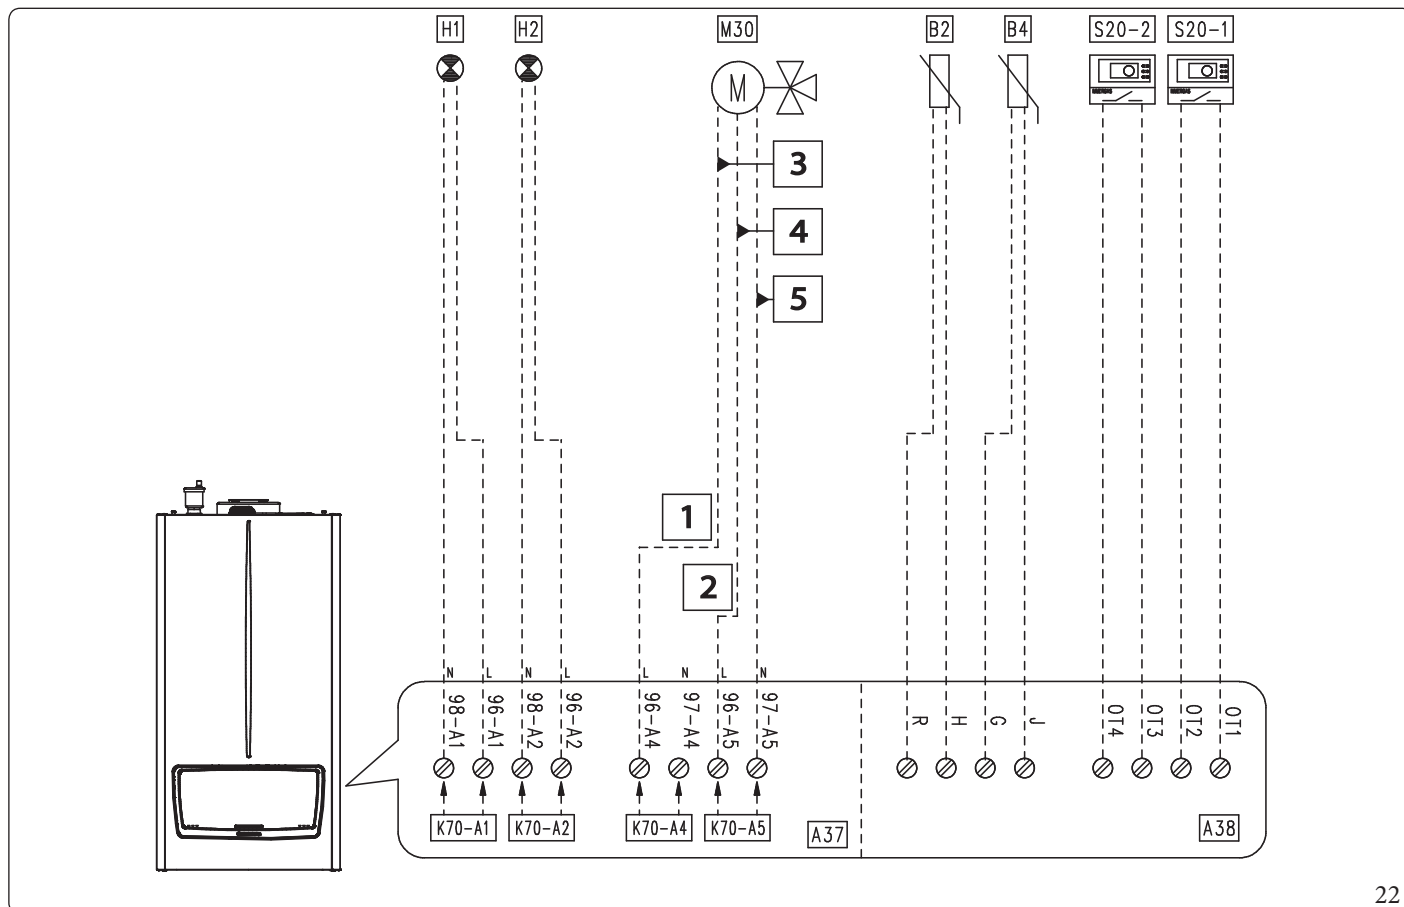 H1 H2 M30 B2 B4 S20-2 S20-1
M
3
4
5
1
2
N L N L L N L N
98-A1 96-A1 98-A2 96-A2 96-A4 97-A4 96-A5 97-A5 R H G J OT4 OT3 OT2 OT1
K70-A1 K70-A2 K70-A4 K70-A5 A37 A38
22